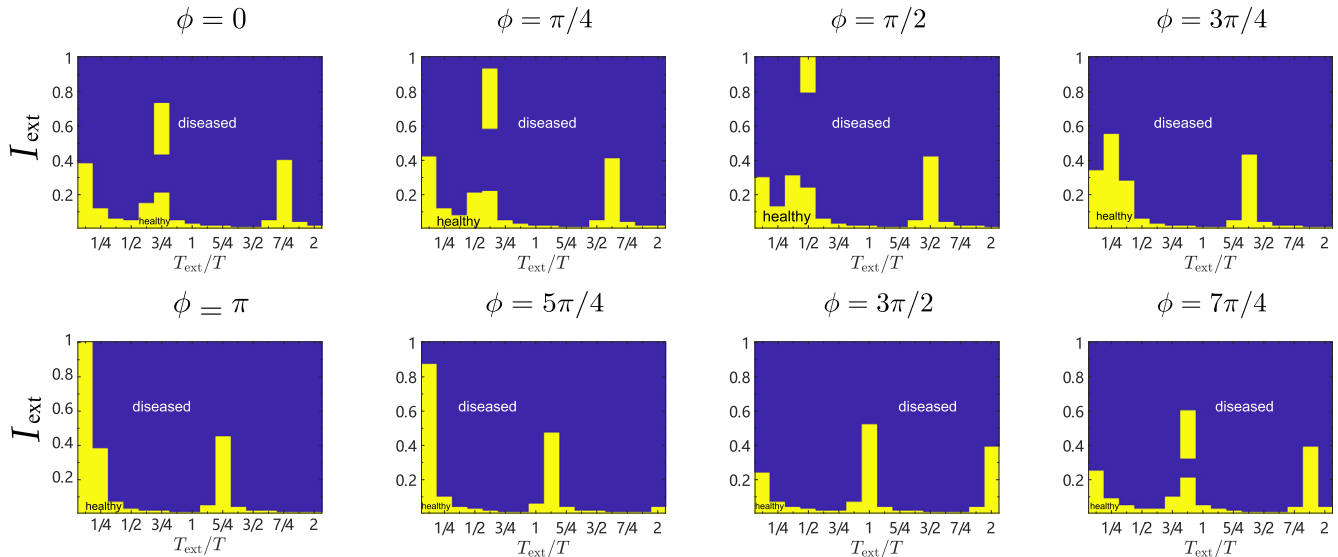 ϕ = 0
ϕ = π/4
ϕ = π/2
ϕ = 3π/4
I_ext
1
0.8
0.6
0.4
0.2
diseased
healthy
1/4 1/2 3/4 1 5/4 3/2 7/4 2
T_ext/T
1
0.8
0.6
0.4
0.2
diseased
healthy
1/4 1/2 3/4 1 5/4 3/2 7/4 2
T_ext/T
1
0.8
0.6
0.4
0.2
diseased
healthy
1/4 1/2 3/4 1 5/4 3/2 7/4 2
T_ext/T
1
0.8
0.6
0.4
0.2
diseased
healthy
1/4 1/2 3/4 1 5/4 3/2 7/4 2
T_ext/T
ϕ = π
ϕ = 5π/4
ϕ = 3π/2
ϕ = 7π/4
I_ext
1
0.8
0.6
0.4
0.2
diseased
healthy
1/4 1/2 3/4 1 5/4 3/2 7/4 2
T_ext/T
1
0.8
0.6
0.4
0.2
diseased
healthy
1/4 1/2 3/4 1 5/4 3/2 7/4 2
T_ext/T
1
0.8
0.6
0.4
0.2
diseased
healthy
1/4 1/2 3/4 1 5/4 3/2 7/4 2
T_ext/T
1
0.8
0.6
0.4
0.2
diseased
healthy
1/4 1/2 3/4 1 5/4 3/2 7/4 2
T_ext/T